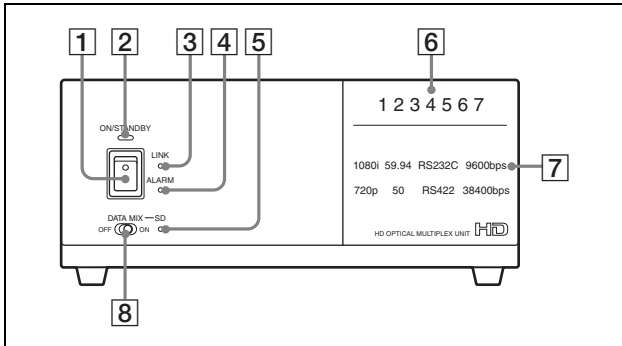 1 2 3 4 5 6
1 2 3 4 5 6 7
ON/STANDBY
LINK
ALARM
1080i 59.94 RS232C 9600bps
7
720p 50 RS422 38400bps
DATA MIX SD
OFF ON
HD OPTICAL MULTIPLEX UNIT HD
8